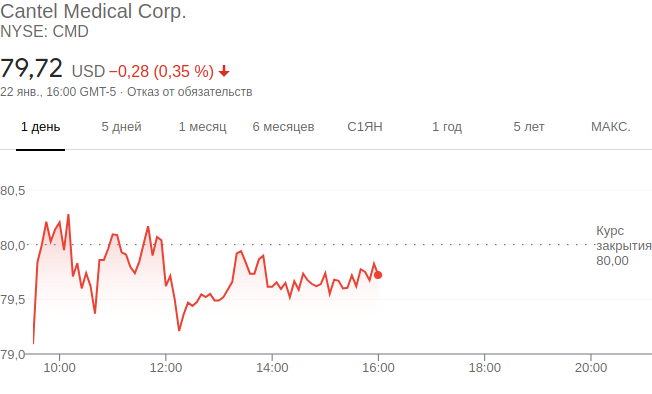 Cantel Medical Corp.
NYSE: CMD
79,72 USD −0,28 (0,35 %)
22 янв., 16:00 GMT-5 · Отказ от обязательств
1 день 5 дней 1 месяц 6 месяцев С1ЯН 1 год 5 лет МАКС.
80,5
Курс
80,0 закрытия
80,00
79,5
79,0
10:00 12:00 14:00 16:00 18:00 20:00